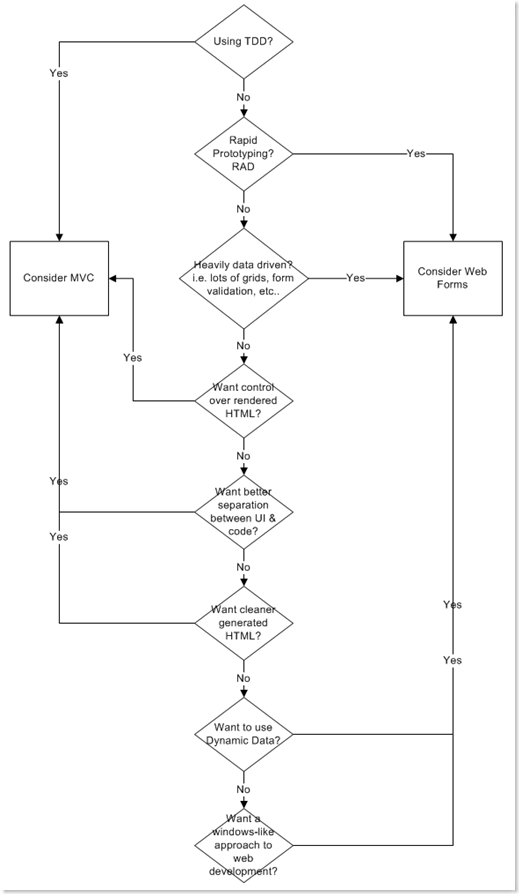 Using TDD?
Yes
No
Rapid
Prototyping?
RAD
Yes
No
Consider MVC
Heavily data driven?
i.e. lots of grids, form
validation, etc..
Yes
Consider Web
Forms
No
Yes
Want control
over rendered
HTML?
No
Yes
Want better
separation
between UI &
code?
Yes
No
Want cleaner
generated
HTML?
Yes
Yes
No
Want to use
Dynamic Data?
No
Want a
windows-like
approach to
web
development?